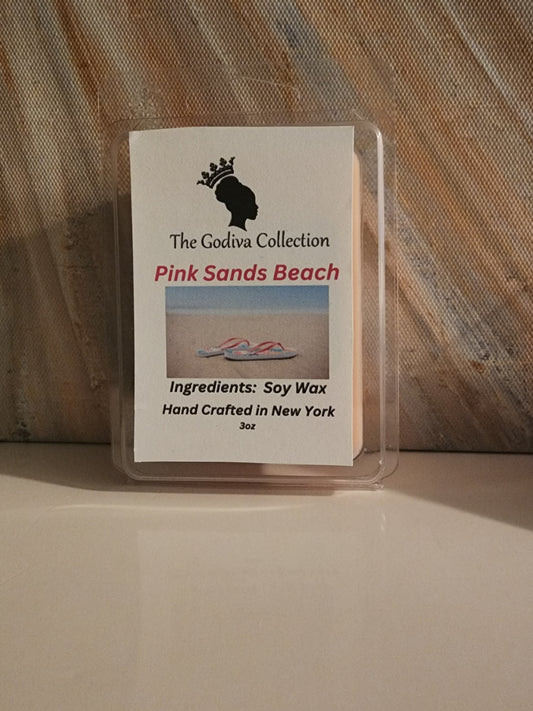 The Godiva Collection
Pink Sands Beach
Ingredients: Soy Wax
Hand Crafted in New York
3oz